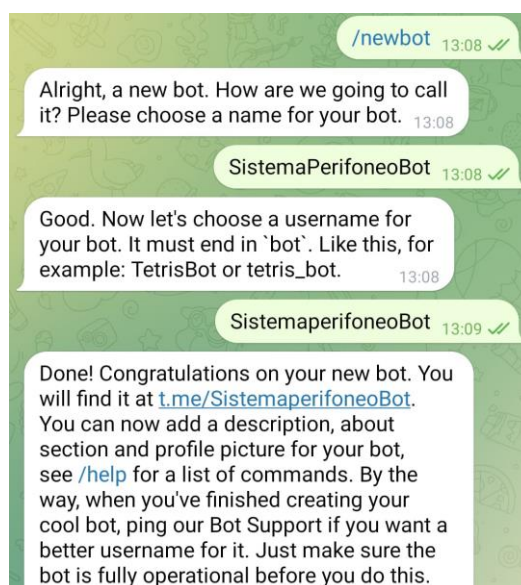 /newbot 13:08
Alright, a new bot. How are we going to call
it? Please choose a name for your bot. 13:08
SistemaPerifoneoBot 13:08
Good. Now let's choose a username for
your bot. It must end in `bot`. Like this, for
example: TetrisBot or tetris_bot. 13:08
SistemaperifoneoBot 13:09
Done! Congratulations on your new bot. You
will find it at t.me/SistemaperifoneoBot.
You can now add a description, about
section and profile picture for your bot,
see /help for a list of commands. By the
way, when you've finished creating your
cool bot, ping our Bot Support if you want a
better username for it. Just make sure the
bot is fully operational before you do this.